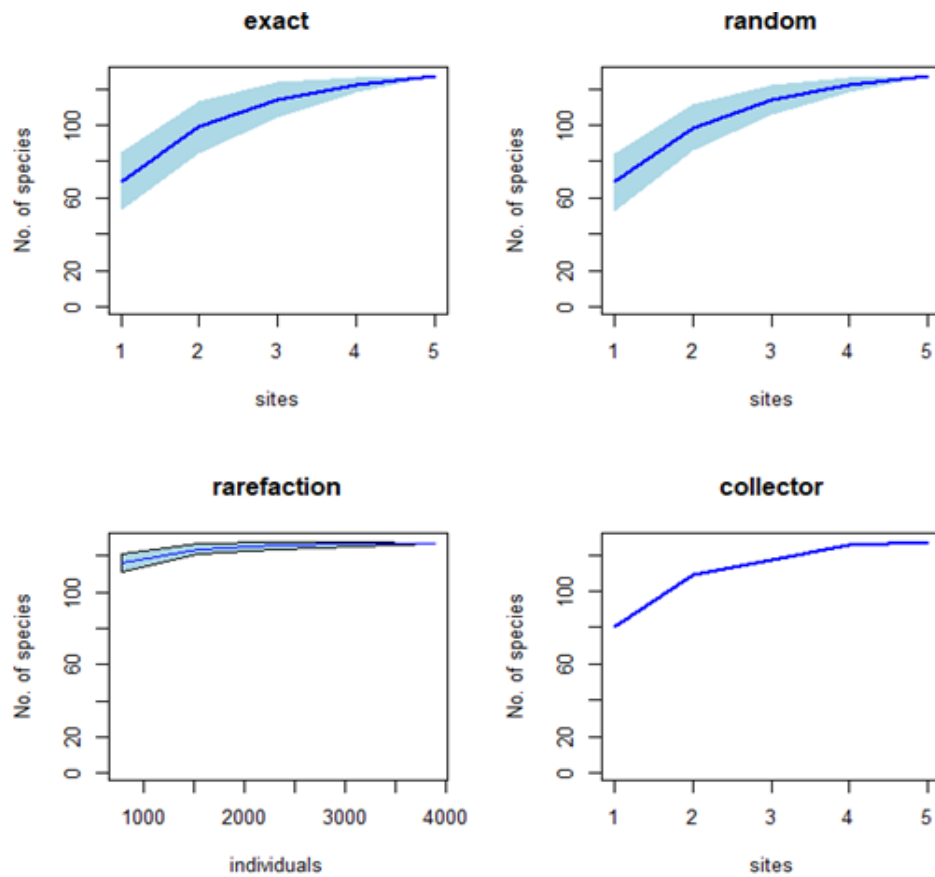 exact
No. of species
0 20 60 100
1 2 3 4 5
sites
random
No. of species
0 20 60 100
1 2 3 4 5
sites
rarefaction
No. of species
0 20 60 100
1000 2000 3000 4000
individuals
collector
No. of species
0 20 60 100
1 2 3 4 5
sites